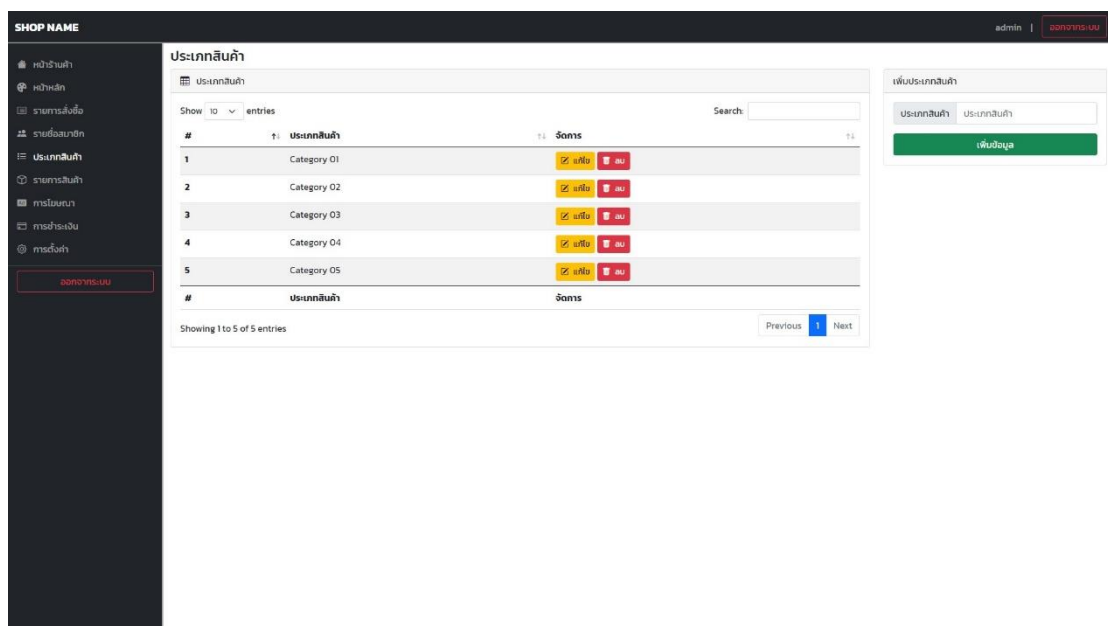 SHOP NAME
admin | ออกจากระบบ
หน้าร้านค้า
หน้าหลัก
รายการสั่งซื้อ
รายชื่อสมาชิก
ประเภทสินค้า
รายการสินค้า
การโฆษณา
การชำระเงิน
การตั้งค่า
ออกจากระบบ
ประเภทสินค้า
ประเภทสินค้า
Show 10 entries Search:
# ประเภทสินค้า จัดการ
1 Category 01 แก้ไข ลบ
2 Category 02 แก้ไข ลบ
3 Category 03 แก้ไข ลบ
4 Category 04 แก้ไข ลบ
5 Category 05 แก้ไข ลบ
# ประเภทสินค้า จัดการ
Showing 1 to 5 of 5 entries Previous 1 Next
เพิ่มประเภทสินค้า
ประเภทสินค้า ประเภทสินค้า
เพิ่มข้อมูล